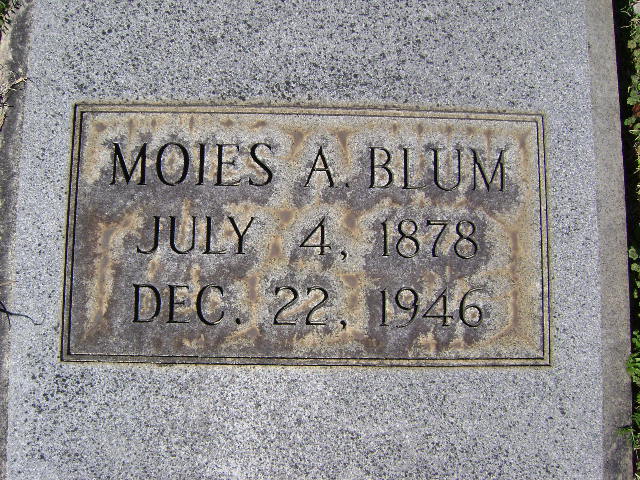 MOIES A. BLUM
JULY 4, 1878
DEC. 22, 1946